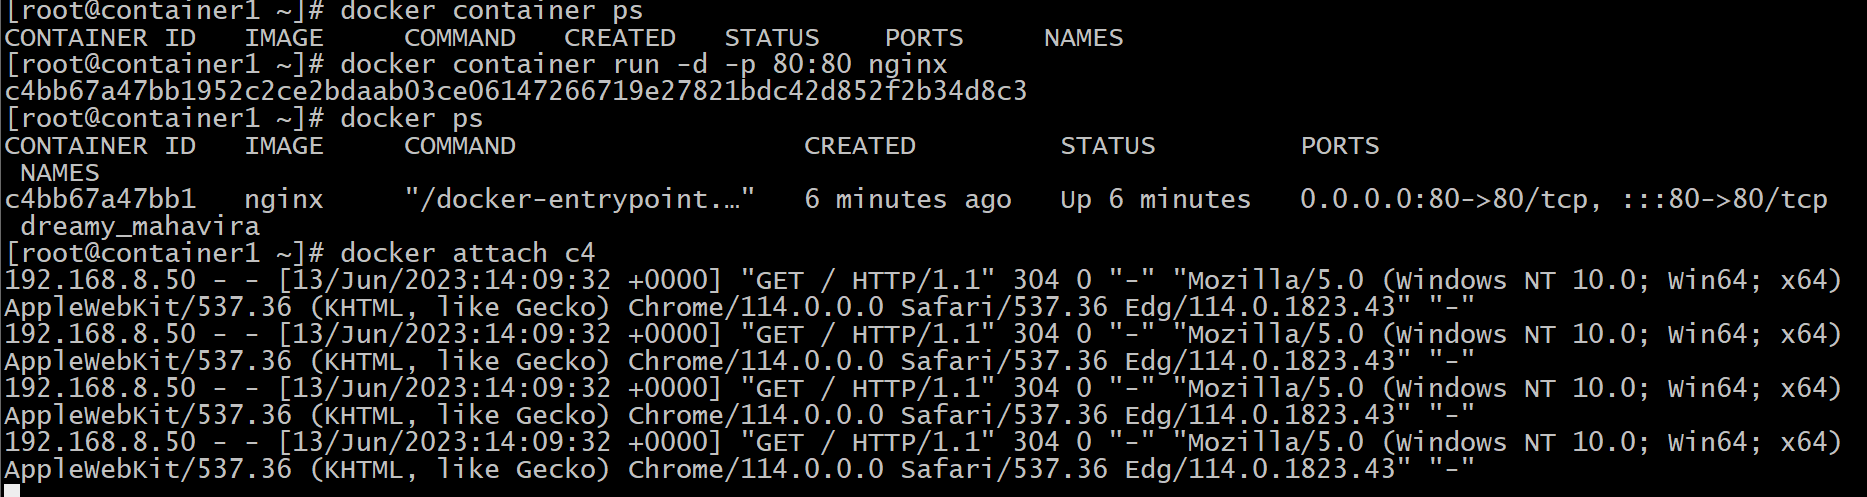 [root@container1 ~]# docker container ps
CONTAINER ID   IMAGE     COMMAND   CREATED   STATUS    PORTS     NAMES
[root@container1 ~]# docker container run -d -p 80:80 nginx
c4bb67a47bb1952c2ce2bdaab03ce06147266719e27821bdc42d852f2b34d8c3
[root@container1 ~]# docker ps
CONTAINER ID   IMAGE     COMMAND                  CREATED         STATUS         PORTS
 NAMES
c4bb67a47bb1   nginx     "/docker-entrypoint.…"   6 minutes ago   Up 6 minutes   0.0.0.0:80->80/tcp, :::80->80/tcp
 dreamy_mahavira
[root@container1 ~]# docker attach c4
192.168.8.50 - - [13/Jun/2023:14:09:32 +0000] "GET / HTTP/1.1" 304 0 "-" "Mozilla/5.0 (Windows NT 10.0; Win64; x64)
AppleWebKit/537.36 (KHTML, like Gecko) Chrome/114.0.0.0 Safari/537.36 Edg/114.0.1823.43" "-"
192.168.8.50 - - [13/Jun/2023:14:09:32 +0000] "GET / HTTP/1.1" 304 0 "-" "Mozilla/5.0 (Windows NT 10.0; Win64; x64)
AppleWebKit/537.36 (KHTML, like Gecko) Chrome/114.0.0.0 Safari/537.36 Edg/114.0.1823.43" "-"
192.168.8.50 - - [13/Jun/2023:14:09:32 +0000] "GET / HTTP/1.1" 304 0 "-" "Mozilla/5.0 (Windows NT 10.0; Win64; x64)
AppleWebKit/537.36 (KHTML, like Gecko) Chrome/114.0.0.0 Safari/537.36 Edg/114.0.1823.43" "-"
192.168.8.50 - - [13/Jun/2023:14:09:32 +0000] "GET / HTTP/1.1" 304 0 "-" "Mozilla/5.0 (Windows NT 10.0; Win64; x64)
AppleWebKit/537.36 (KHTML, like Gecko) Chrome/114.0.0.0 Safari/537.36 Edg/114.0.1823.43" "-"